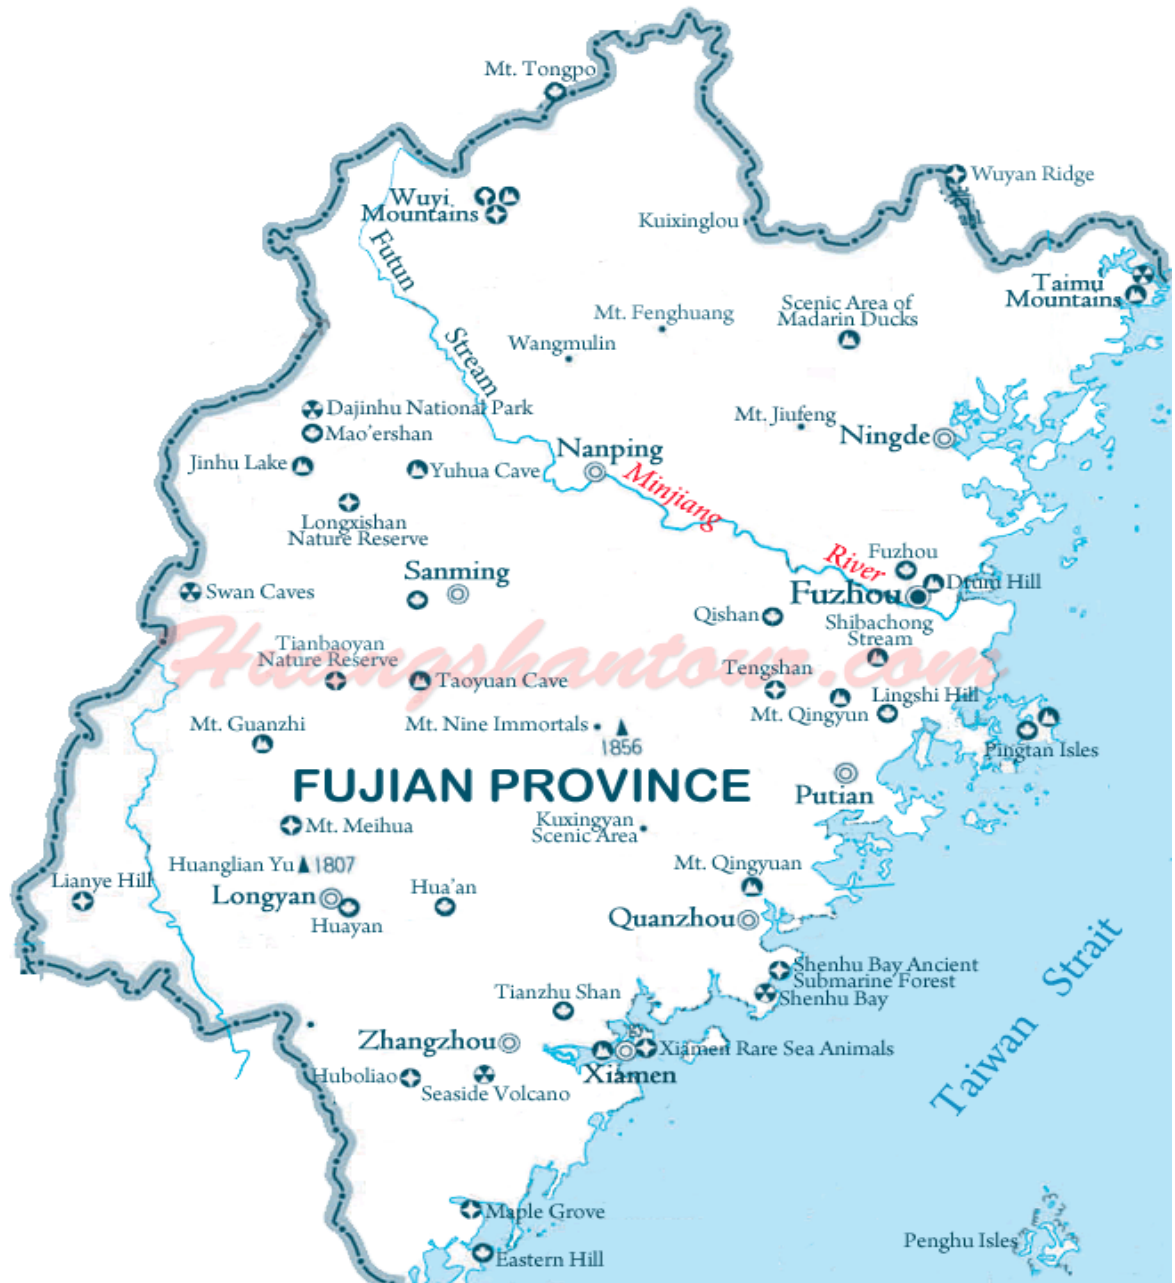 Mt. Tongpo
Wuyan Ridge
Wuyi
Mountains
Kuixinglou
Futun
Stream
Taimu
Mountains
Scenic Area of
Madarin Ducks
Mt. Fenghuang
Wangmulin
Dajinhu National Park
Mao'ershan
Mt. Jiufeng
Ningde
Nanping
Jinhu Lake
Yuhua Cave
Minjiang
River
Longxishan
Nature Reserve
Fuzhou
Sanming
Drum Hill
Swan Caves
Fuzhou
Qishan
Shibachong
Stream
Tianbaoyan
Nature Reserve
Huangshantour.com
Taoyuan Cave
Tengshan
Lingshi Hill
Mt. Qingyun
Mt. Guanzhi
Mt. Nine Immortals
1856
Pingtan Isles
FUJIAN PROVINCE
Putian
Mt. Meihua
Kuxingyan
Scenic Area
Huanglian Yu 1807
Mt. Qingyuan
Lianye Hill
Longyan
Hua'an
Huayan
Quanzhou
Taiwan Strait
Shenhu Bay Ancient
Submarine Forest
Shenhu Bay
Tianzhu Shan
Zhangzhou
Xiamen Rare Sea Animals
Xiamen
Huboliao
Seaside Volcano
Maple Grove
Eastern Hill
Penghu Isles